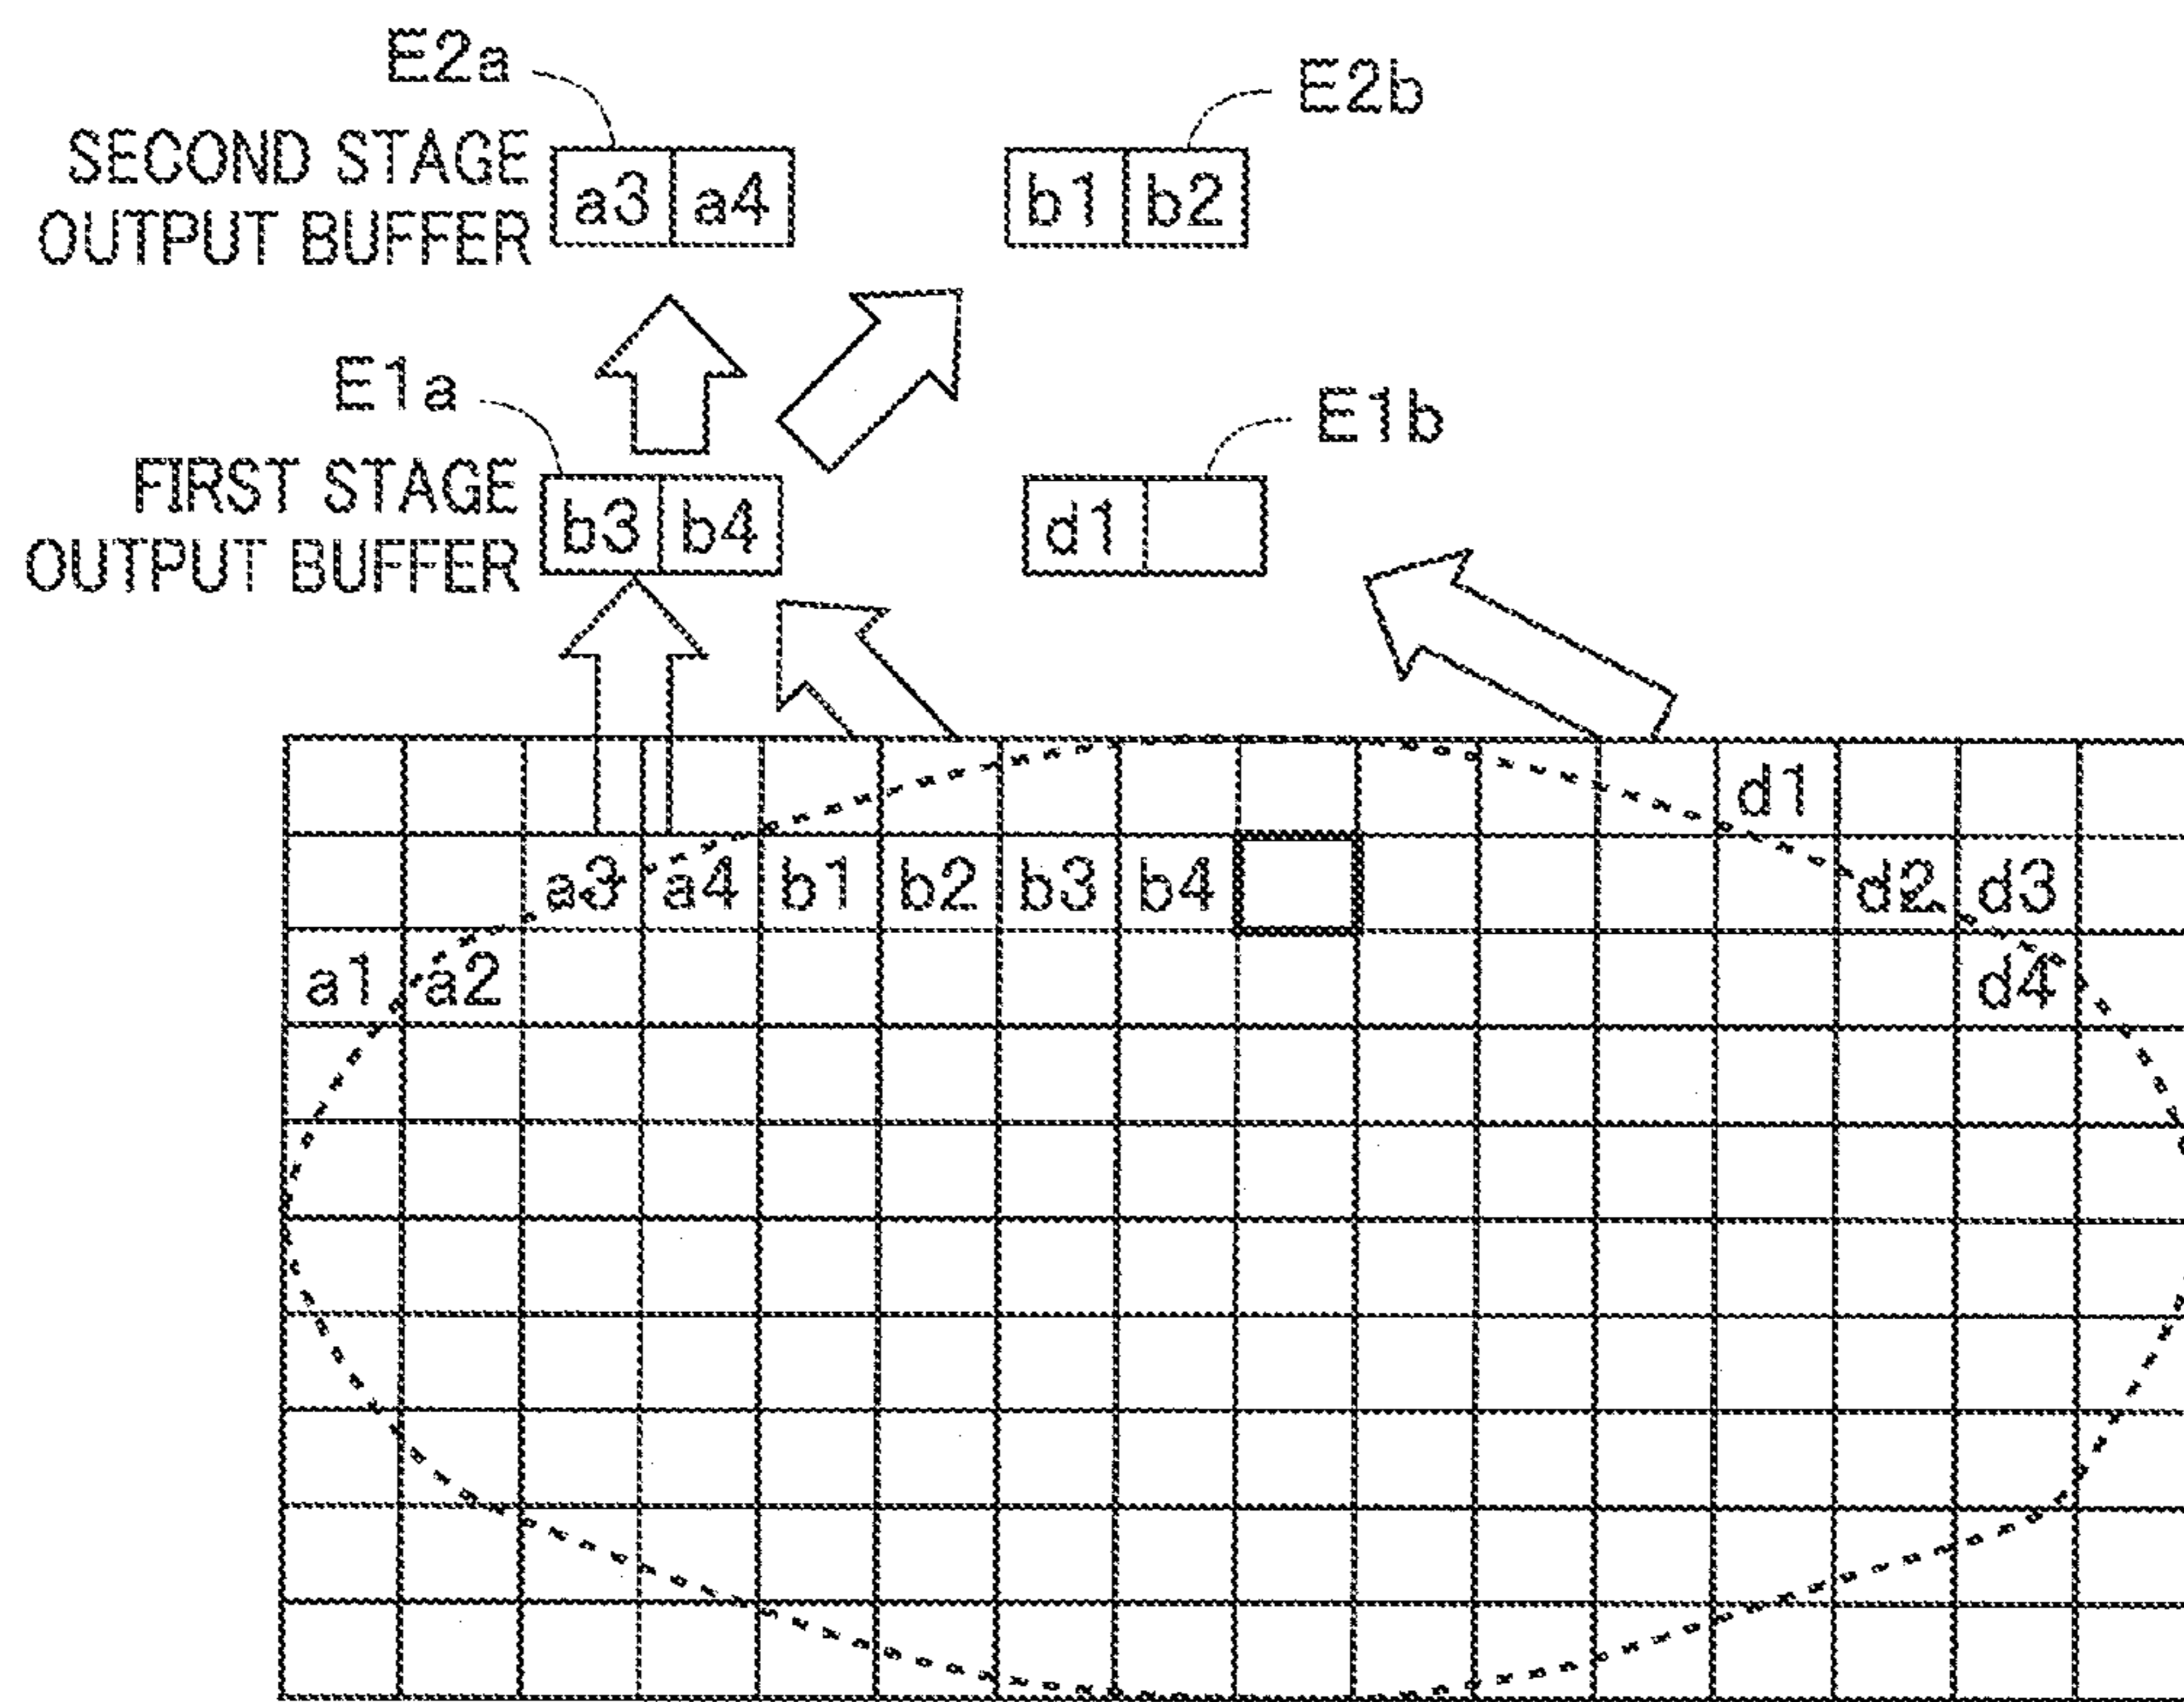 E2a
E2b
SECOND STAGE
OUTPUT BUFFER
a3 a4
b1 b2
E1a
E1b
FIRST STAGE
OUTPUT BUFFER
b3 b4
d1
d1
a3 a4 b1 b2 b3 b4 d2 d3
a1 a2 d4